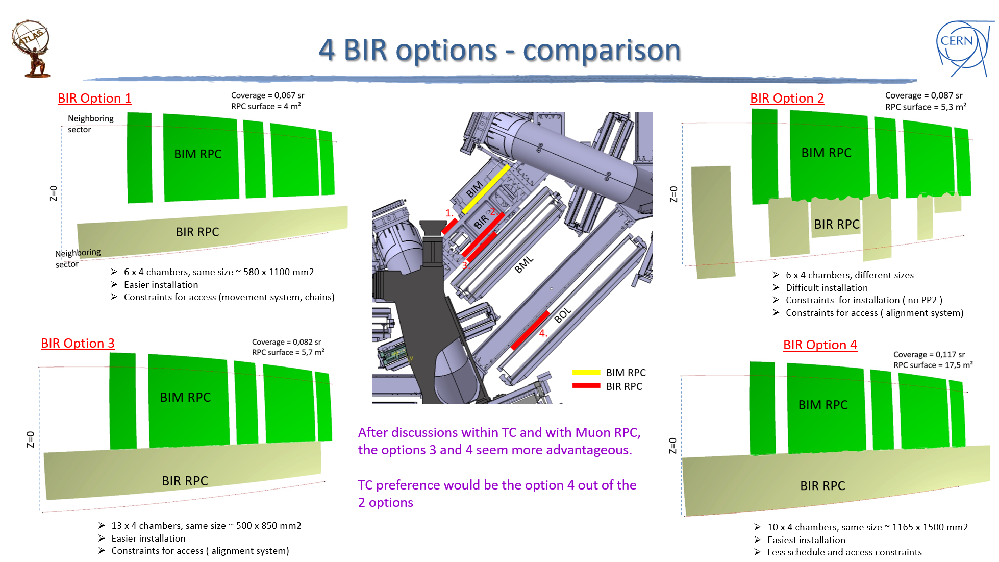 ATLAS
4 BIR options - comparison
CERN
BIR Option 1
Coverage = 0,067 sr
RPC surface = 4 m²
Neighboring
sector
BIM RPC
Z=0
BIR RPC
Neighboring
sector
➢ 6 x 4 chambers, same size ~ 580 x 1100 mm2
➢ Easier installation
➢ Constraints for access (movement system, chains)
BIR Option 2
Coverage = 0,087 sr
RPC surface = 5,3 m²
BIM RPC
Z=0
BIR RPC
➢ 6 x 4 chambers, different sizes
➢ Difficult installation
➢ Constraints  for installation ( no PP2 )
➢ Constraints for access ( alignment system)
BIM
1.
2.
BIR
3.
BML
BOL
4.
Y
BIM RPC
BIR RPC
BIR Option 3
Coverage = 0,082 sr
RPC surface = 5,7 m²
BIM RPC
Z=0
BIR RPC
➢ 13 x 4 chambers, same size ~ 500 x 850 mm2
➢ Easier installation
➢ Constraints for access ( alignment system)
After discussions within TC and with Muon RPC,
the options 3 and 4 seem more advantageous.
TC preference would be the option 4 out of the
2 options
BIR Option 4
Coverage = 0,117 sr
RPC surface = 17,5 m²
BIM RPC
Z=0
BIR RPC
➢ 10 x 4 chambers, same size ~ 1165 x 1500 mm2
➢ Easiest installation
➢ Less schedule and access constraints